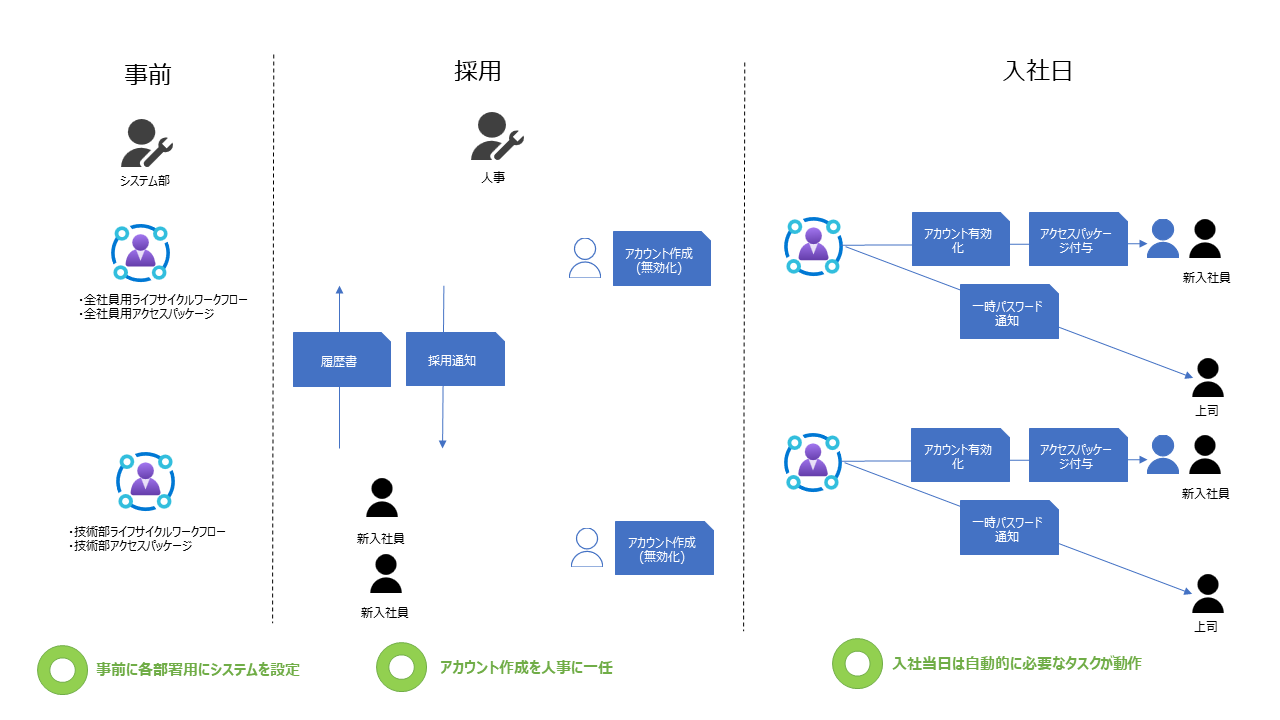 事前
システム部
・全社員用ライフサイクルワークフロー
・全社員用アクセスパッケージ
・技術部ライフサイクルワークフロー
・技術部アクセスパッケージ
事前に各部署用にシステムを設定
採用
人事
アカウント作成
(無効化)
履歴書
採用通知
新入社員
新入社員
アカウント作成
(無効化)
アカウント作成を人事に一任
入社日
アカウント有効
化
アクセスパッケー
ジ付与
新入社員
一時パスワード
通知
上司
アカウント有効
化
アクセスパッケー
ジ付与
新入社員
一時パスワード
通知
上司
入社当日は自動的に必要なタスクが動作